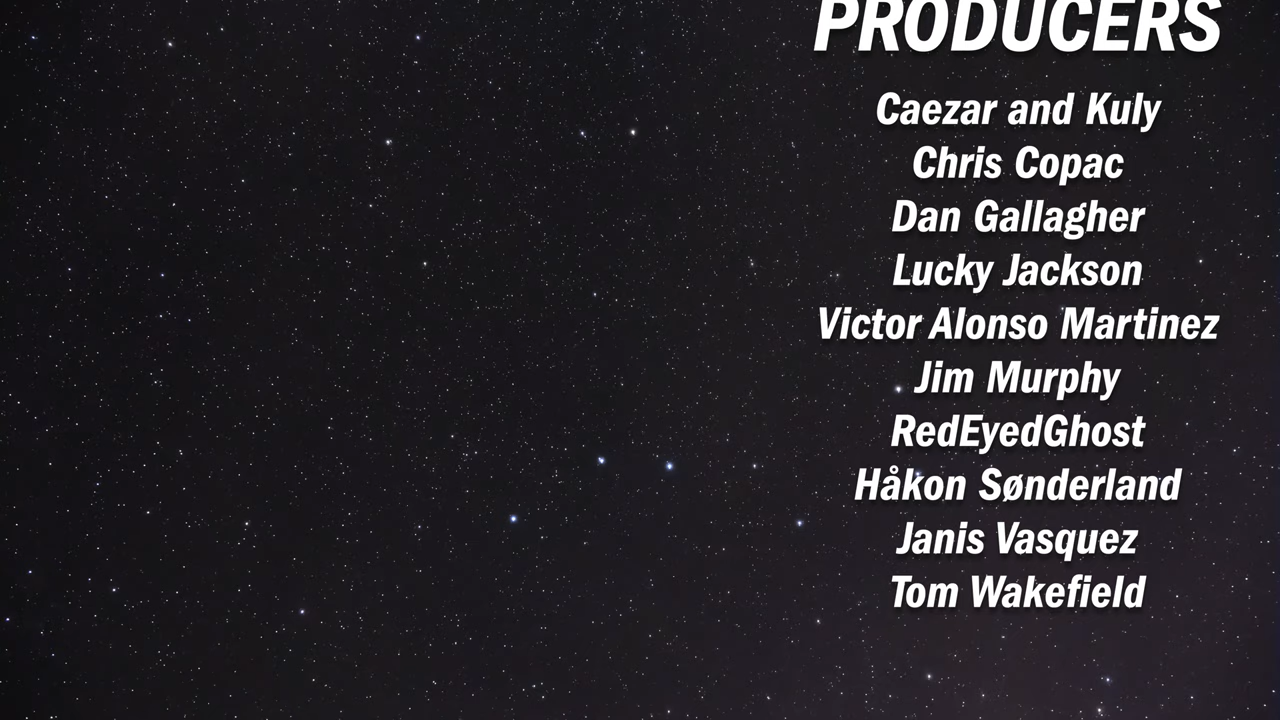 PRODUCERS
Caezar and Kuly
Chris Copac
Dan Gallagher
Lucky Jackson
Victor Alonso Martinez
Jim Murphy
RedEyedGhost
Håkon Sønderland
Janis Vasquez
Tom Wakefield